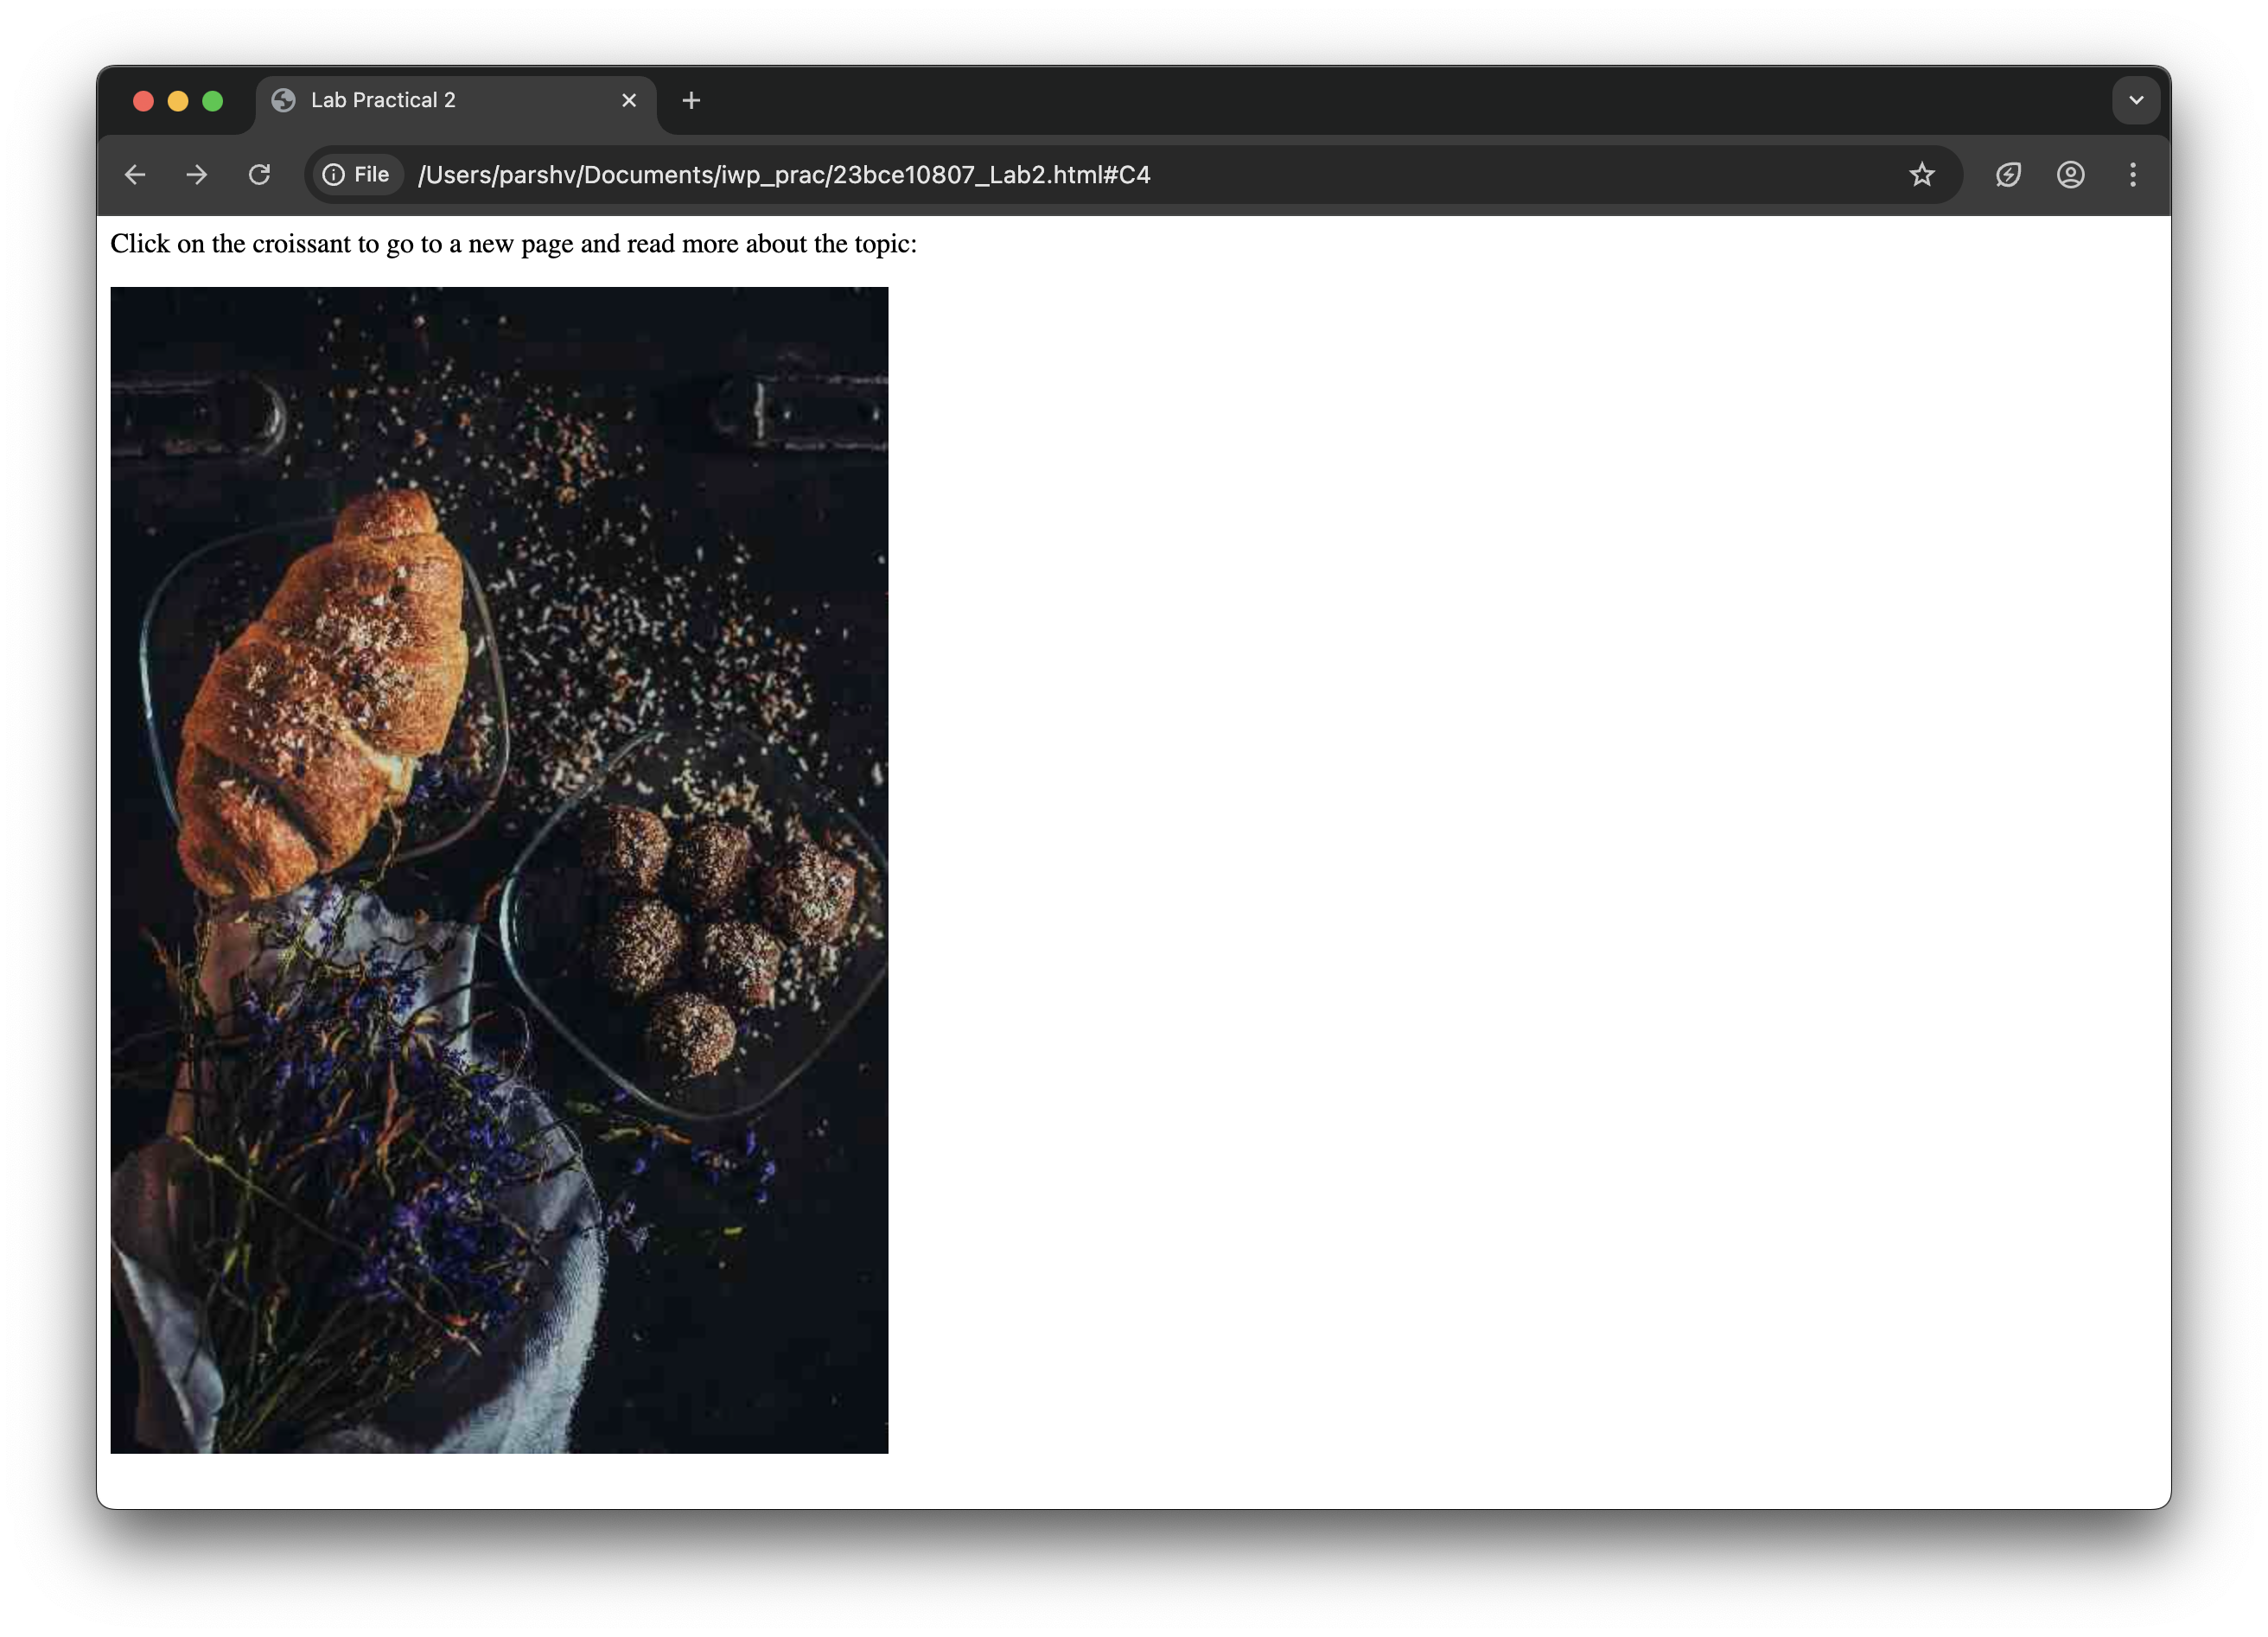 Lab Practical 2
File /Users/parshv/Documents/iwp_prac/23bce10807_Lab2.html#C4
Click on the croissant to go to a new page and read more about the topic: